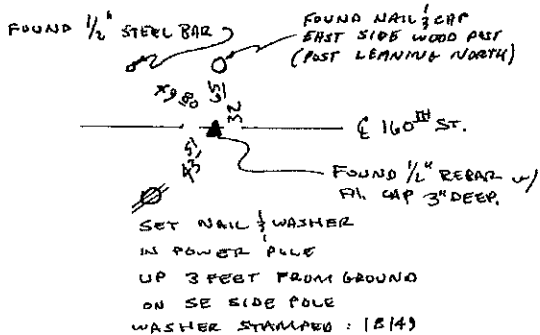 FOUND 1/2" STEEL BAR
FOUND NAIL & CAP
EAST SIDE WOOD POST
(POST LEANING NORTH)
℄ 160TH ST.
FOUND 1/2" REBAR w/
Al. CAP 3" DEEP.
SET NAIL & WASHER
IN POWER POLE
UP 3 FEET FROM GROUND
ON SE SIDE POLE
WASHER STAMPED : 18149